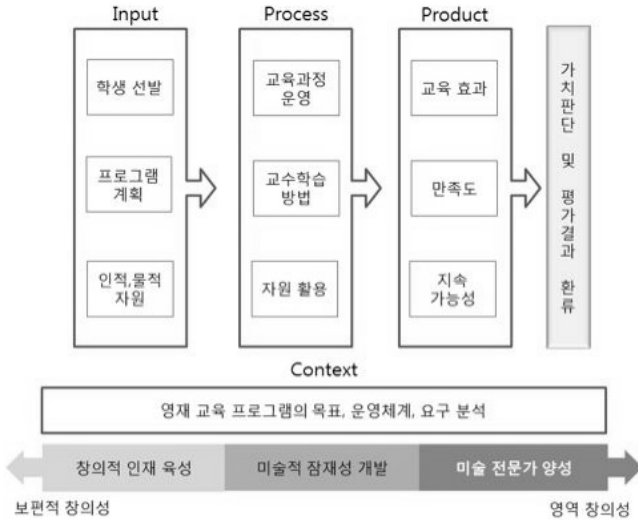 Input
학생 선발
프로그램
계획
인적,물적
자원
Process
교육과정
운영
교수학습
방법
자원 활용
Product
교육 효과
만족도
지속
가능성
가치판단 및 평가결과 환류
Context
영재 교육 프로그램의 목표, 운영체계, 요구 분석
창의적 인재 육성
미술적 잠재성 개발
미술 전문가 양성
보편적 창의성
영역 창의성